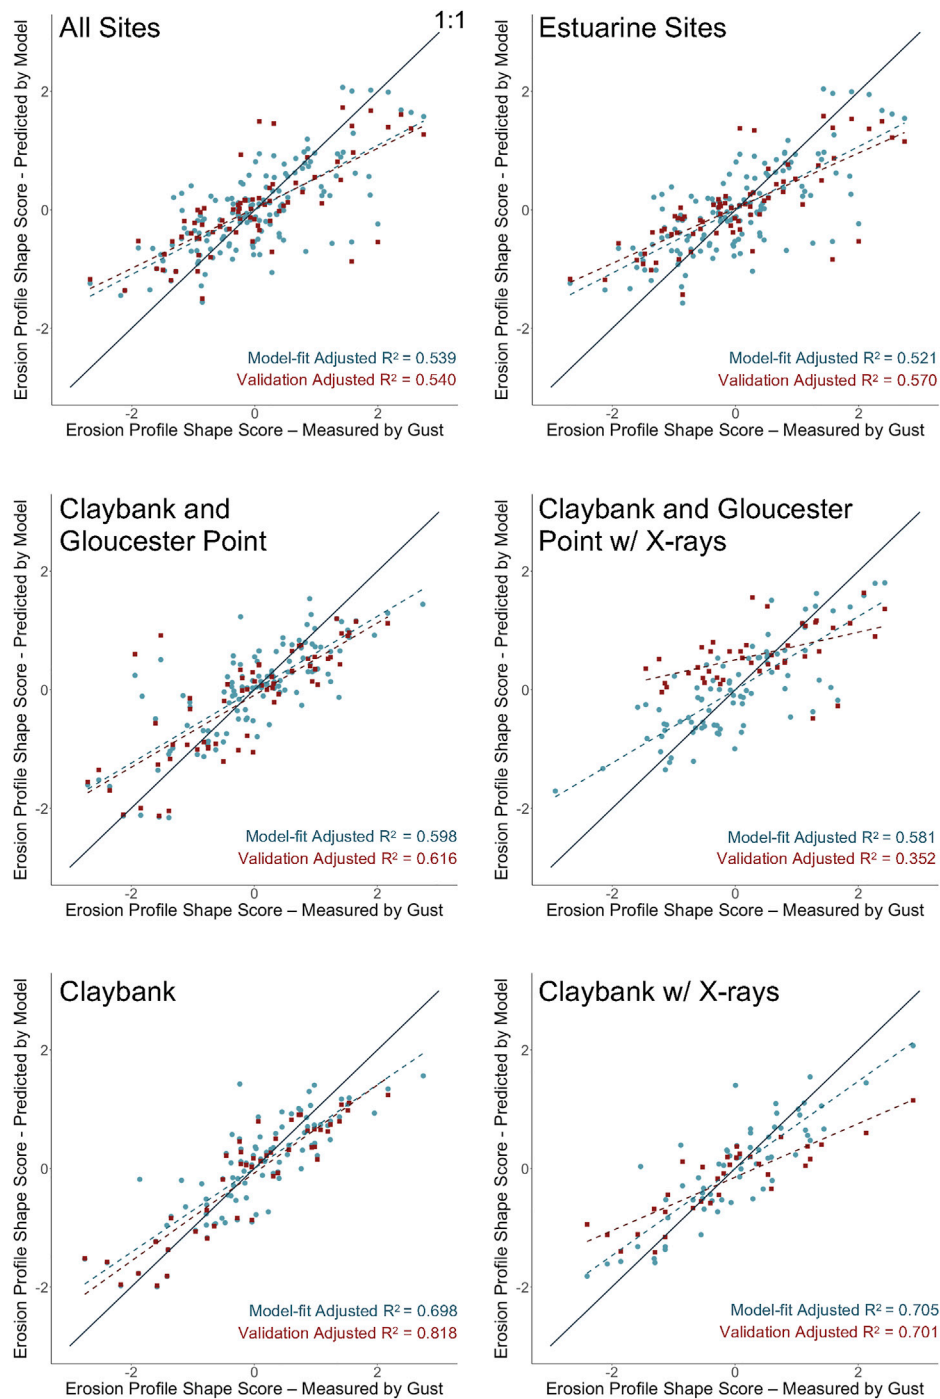 All Sites
1:1
Erosion Profile Shape Score - Predicted by Model
2
0
-2
Model-fit Adjusted R² = 0.539
Validation Adjusted R² = 0.540
-2 0 2
Erosion Profile Shape Score – Measured by Gust
Estuarine Sites
Erosion Profile Shape Score - Predicted by Model
2
0
-2
Model-fit Adjusted R² = 0.521
Validation Adjusted R² = 0.570
-2 0 2
Erosion Profile Shape Score – Measured by Gust
Claybank and
Gloucester Point
Erosion Profile Shape Score - Predicted by Model
2
0
-2
Model-fit Adjusted R² = 0.598
Validation Adjusted R² = 0.616
-2 0 2
Erosion Profile Shape Score – Measured by Gust
Claybank and Gloucester
Point w/ X-rays
Erosion Profile Shape Score - Predicted by Model
2
0
-2
Model-fit Adjusted R² = 0.581
Validation Adjusted R² = 0.352
-2 0 2
Erosion Profile Shape Score – Measured by Gust
Claybank
Erosion Profile Shape Score - Predicted by Model
2
0
-2
Model-fit Adjusted R² = 0.698
Validation Adjusted R² = 0.818
-2 0 2
Erosion Profile Shape Score – Measured by Gust
Claybank w/ X-rays
Erosion Profile Shape Score - Predicted by Model
2
0
-2
Model-fit Adjusted R² = 0.705
Validation Adjusted R² = 0.701
-2 0 2
Erosion Profile Shape Score – Measured by Gust